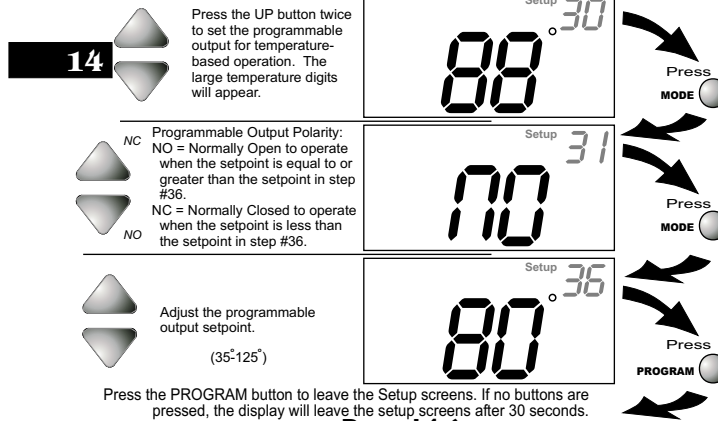 14
Press the UP button twice
to set the programmable
output for temperature-
based operation. The
large temperature digits
will appear.
Setup 30
88°
Press
MODE
NC
NO
Programmable Output Polarity:
NO = Normally Open to operate
when the setpoint is equal to or
greater than the setpoint in step
#36.
NC = Normally Closed to operate
when the setpoint is less than
the setpoint in step #36.
Setup 31
no
Press
MODE
Adjust the programmable
output setpoint.
(35°-125°)
Setup 36
80°
Press
PROGRAM
Press the PROGRAM button to leave the Setup screens. If no buttons are
pressed, the display will leave the setup screens after 30 seconds.